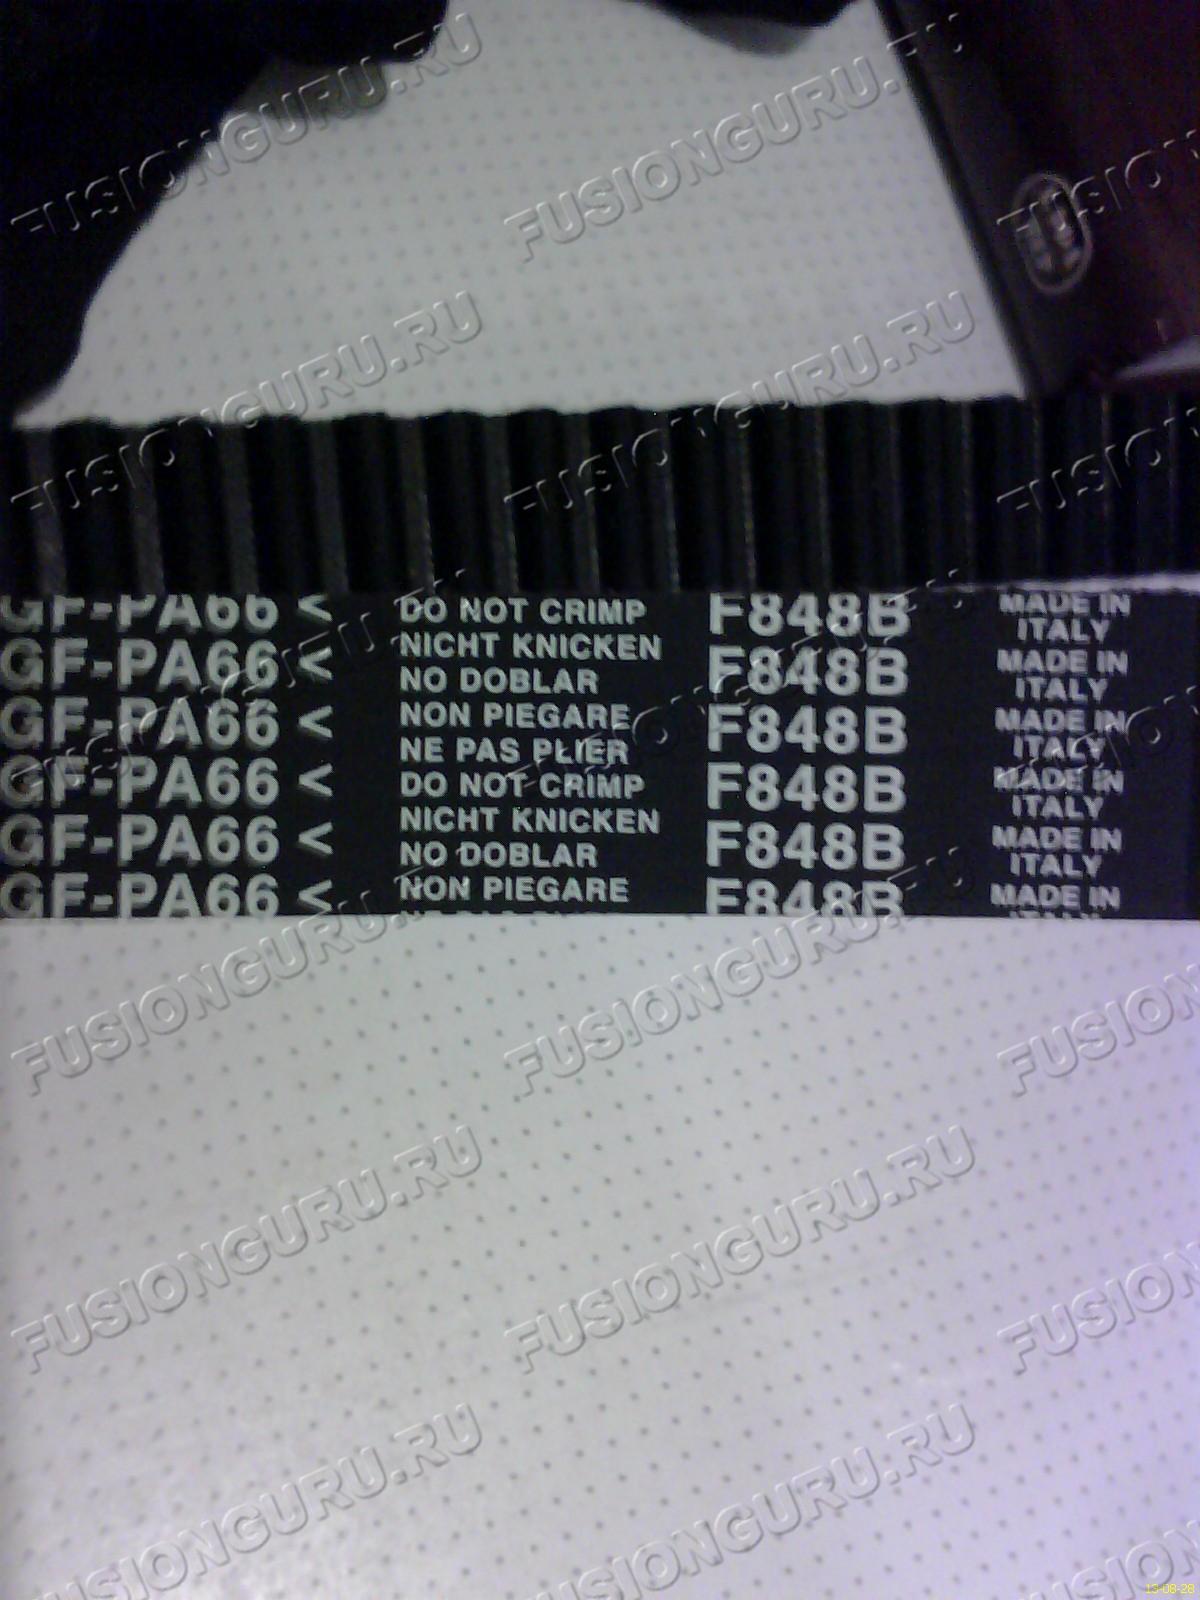 GF-PA66 < DO NOT CRIMP F848B MADE IN ITALY
GF-PA66 < NICHT KNICKEN F848B MADE IN ITALY
NO DOBLAR
GF-PA66 < NON PIEGARE F848B MADE IN ITALY
NE PAS PLIER
GF-PA66 < DO NOT CRIMP F848B MADE IN ITALY
GF-PA66 < NICHT KNICKEN F848B MADE IN ITALY
NO DOBLAR
GF-PA66 < NON PIEGARE F848B MADE IN
FUSIONGURU.RU
13-08-28